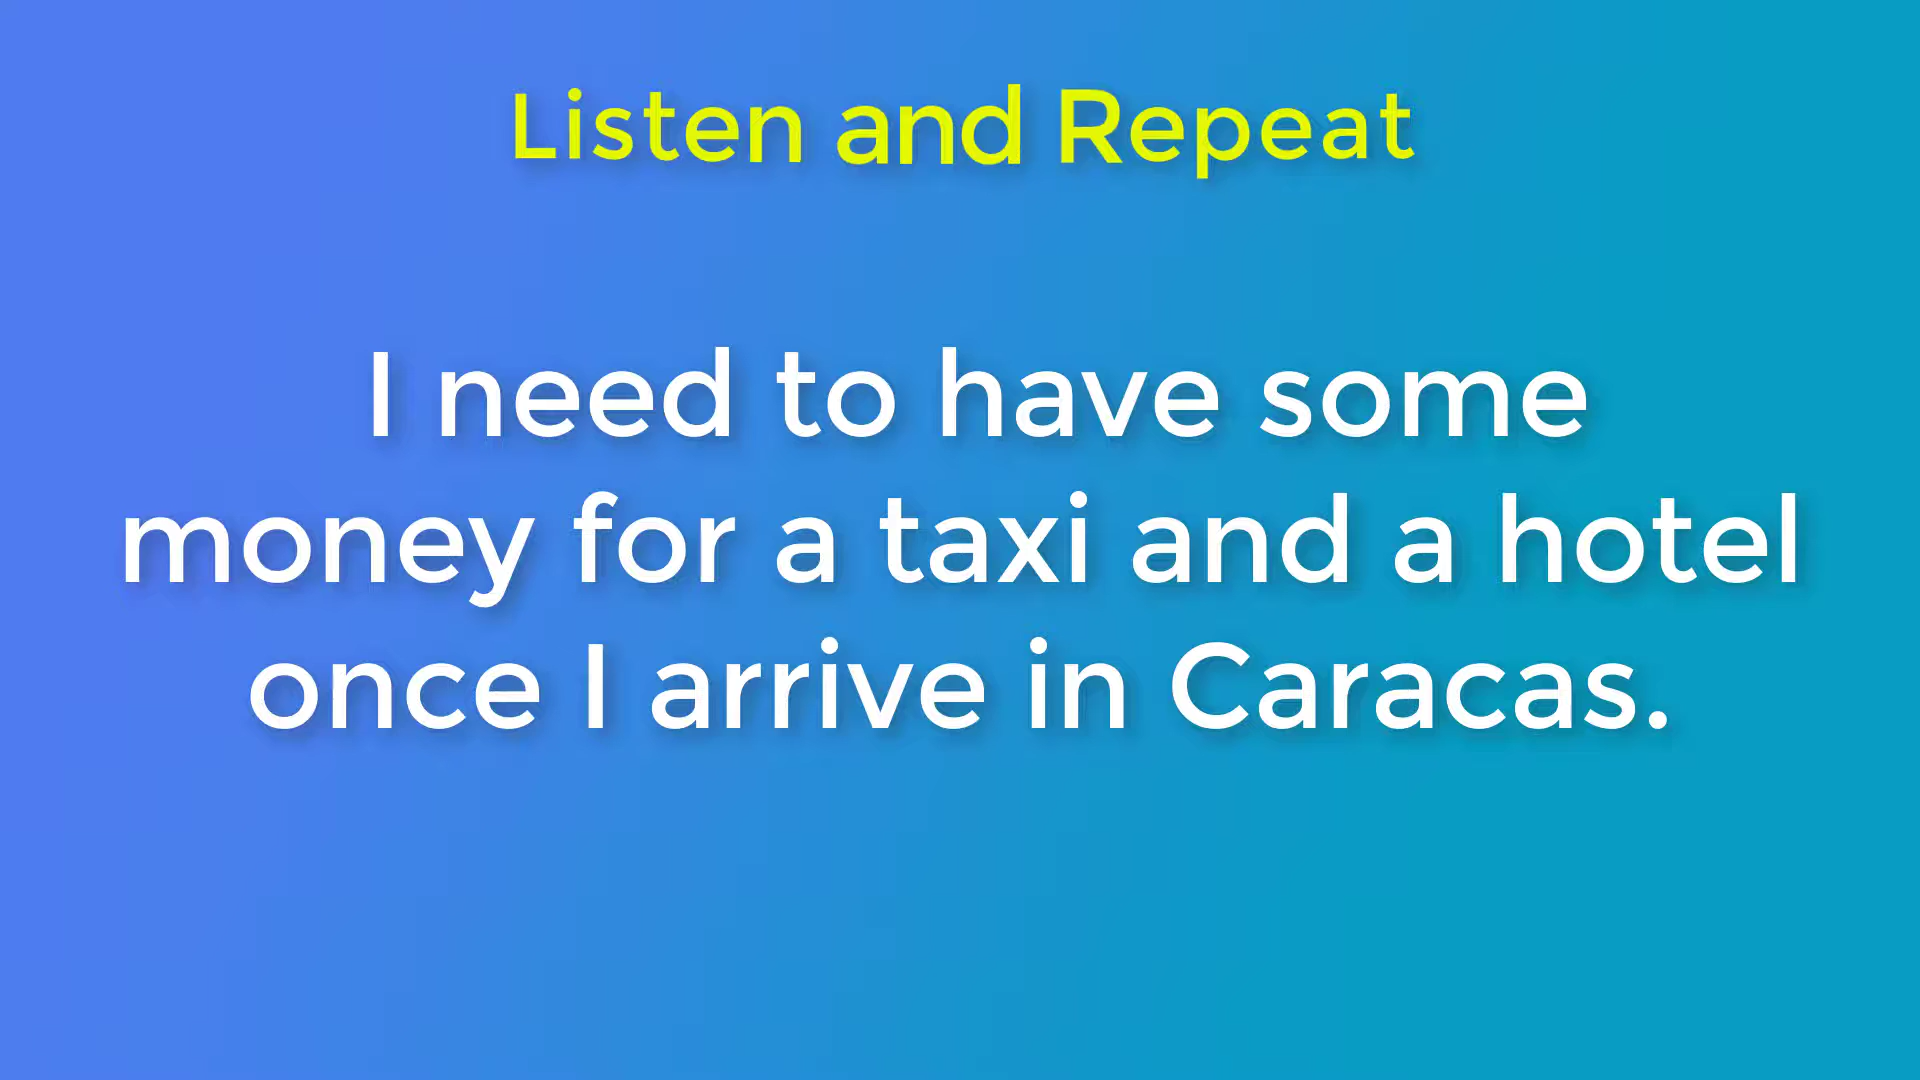 Listen and Repeat
I need to have some
money for a taxi and a hotel
once I arrive in Caracas.